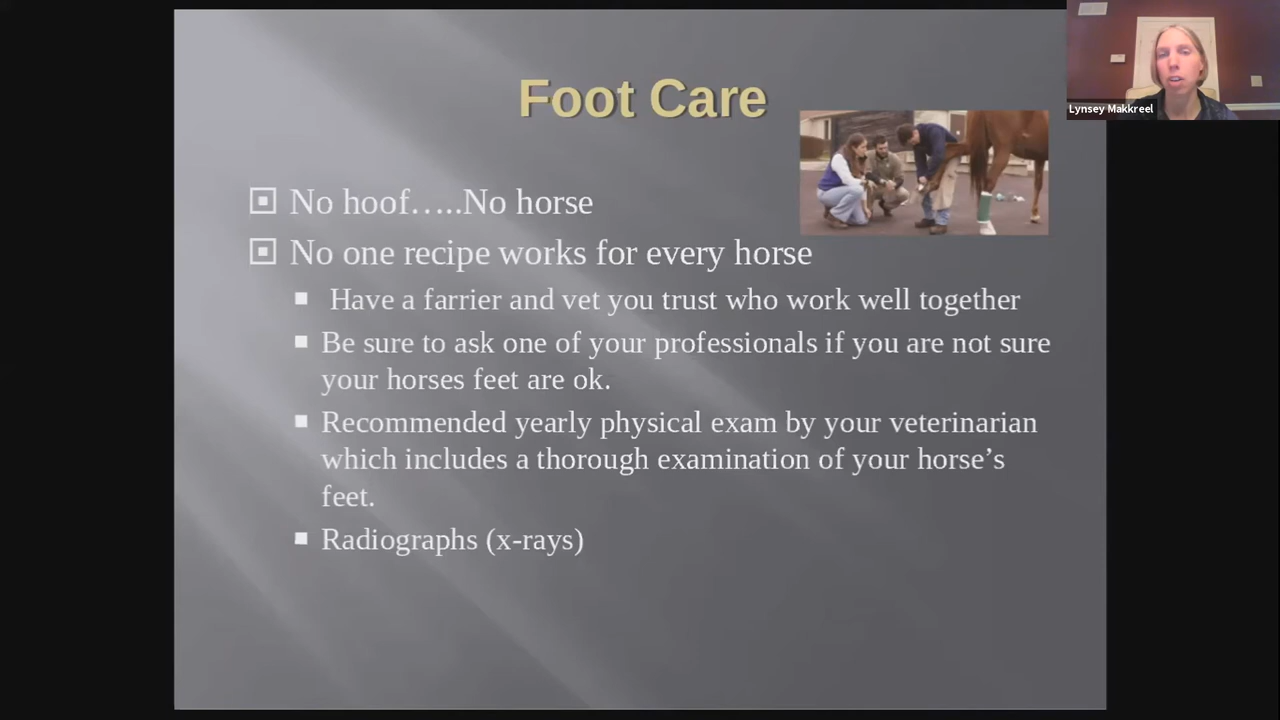 Foot Care
No hoof…..No horse
No one recipe works for every horse
Have a farrier and vet you trust who work well together
Be sure to ask one of your professionals if you are not sure
your horses feet are ok.
Recommended yearly physical exam by your veterinarian
which includes a thorough examination of your horse’s
feet.
Radiographs (x-rays)
Lynsey Makkreel